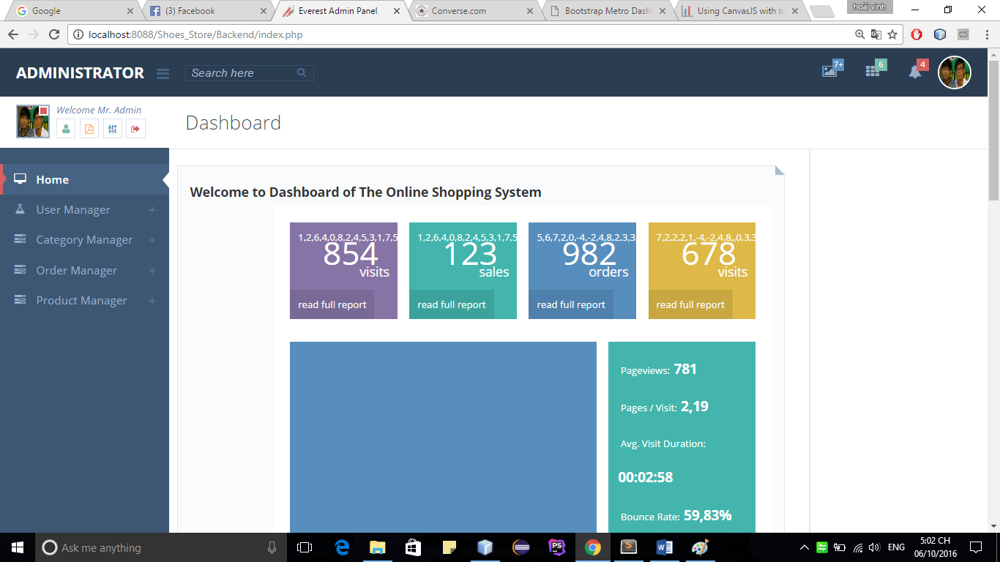 Google
(3) Facebook
Everest Admin Panel
Converse.com
Bootstrap Metro Dash
Using CanvasJS with b
hoài vinh
localhost:8088/Shoes_Store/Backend/index.php
ADMINISTRATOR
Search here
7+
6
4
Welcome Mr. Admin
Dashboard
Home
User Manager
Category Manager
Order Manager
Product Manager
Welcome to Dashboard of The Online Shopping System
1,2,6,4,0,8,2,4,5,3,1,7,5
854
visits
read full report
1,2,6,4,0,8,2,4,5,3,1,7,5
123
sales
read full report
5,6,7,2,0,-4,-2,4,8,2,3,3,
982
orders
read full report
7,2,2,2,1,-4,-2,4,8,,0,3,3
678
visits
read full report
Pageviews: 781
Pages / Visit: 2,19
Avg. Visit Duration:
00:02:58
Bounce Rate: 59,83%
Ask me anything
ENG
5:02 CH
06/10/2016